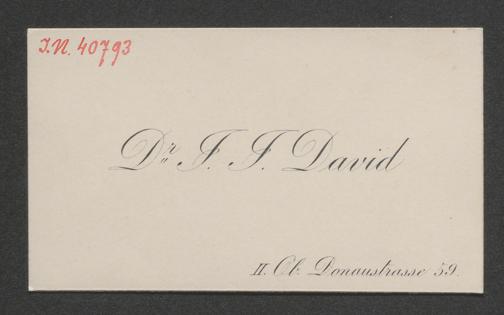 I.N. 40793
Dr. J. J. David
II. Ob. Donaustrasse 59.